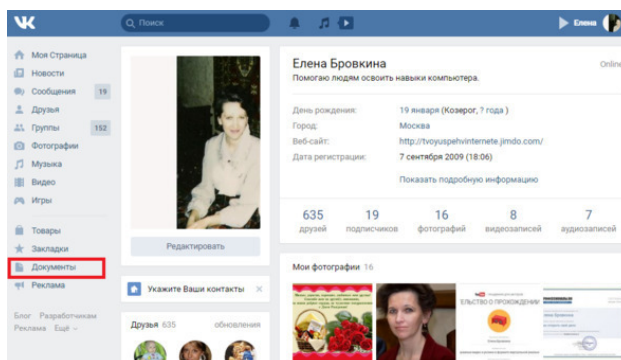 Поиск
Елена
Моя Страница
Новости
Сообщения 19
Друзья
Группы 152
Фотографии
Музыка
Видео
Игры
Товары
Закладки
Документы
Реклама
Блог Разработчикам
Реклама Ещё
Редактировать
Укажите Ваши контакты
Друзья 635 обновления
Елена Бровкина Online
Помогаю людям освоить навыки компьютера.
День рождения: 19 января (Козерог, ? года )
Город: Москва
Веб-сайт: http://tvoyuspehvinternete.jimdo.com/
Дата регистрации: 7 сентября 2009 (18:06)
Показать подробную информацию
635 19 16 8 7
друзей подписчиков фотографий видеозаписей аудиозаписей
Мои фотографии 16
ЕЛЬСТВО О ПРОХОЖДЕНИИ